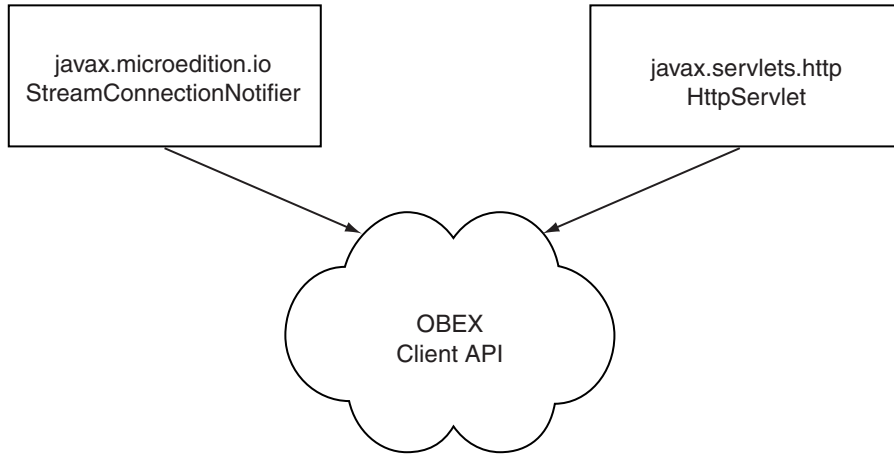 javax.microedition.io
StreamConnectionNotifier
javax.servlets.http
HttpServlet
OBEX
Client API